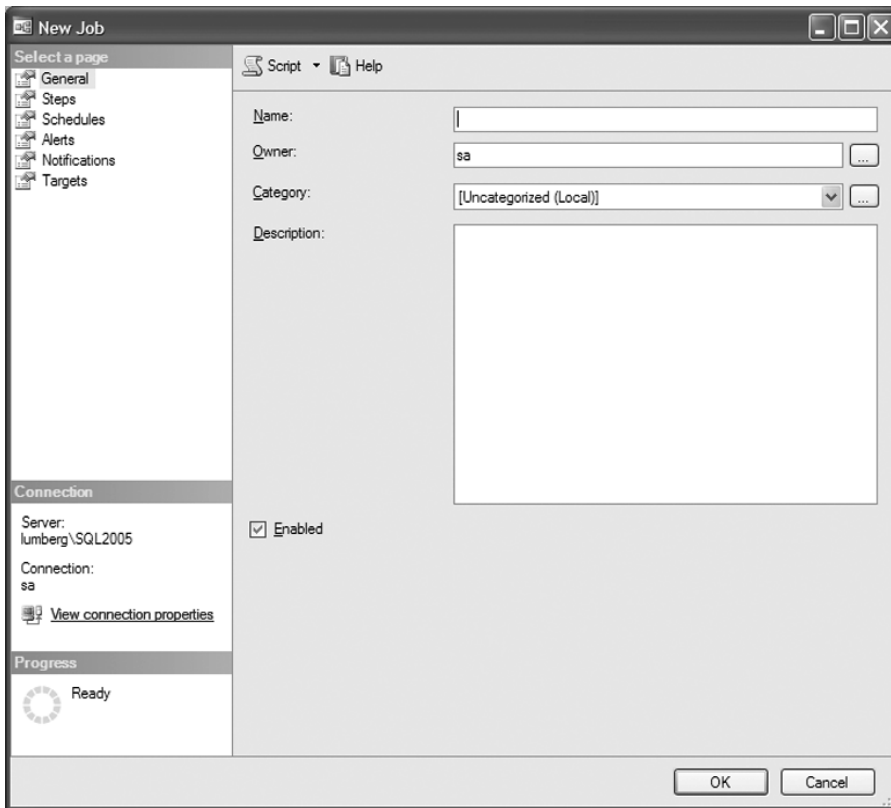 New Job
Select a page
General
Steps
Schedules
Alerts
Notifications
Targets
Script
Help
Name:
Owner:
sa
...
Category:
[Uncategorized (Local)]
...
Description:
Enabled
Connection
Server:
lumberg\SQL2005
Connection:
sa
View connection properties
Progress
Ready
OK
Cancel